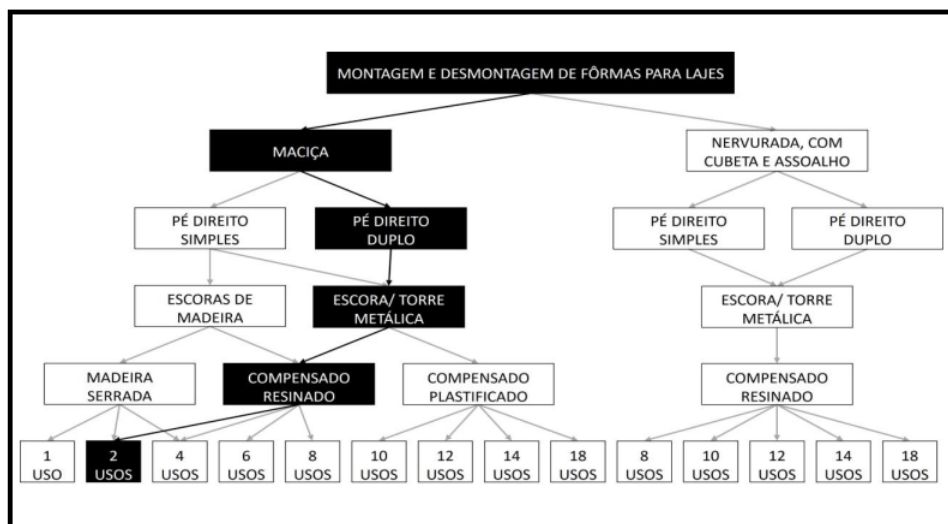 MONTAGEM E DESMONTAGEM DE FÔRMAS PARA LAJES
MACIÇA
NERVURADA, COM
CUBETA E ASSOALHO
PÉ DIREITO
SIMPLES
PÉ DIREITO
DUPLO
PÉ DIREITO
SIMPLES
PÉ DIREITO
DUPLO
ESCORAS DE
MADEIRA
ESCORA/ TORRE
METÁLICA
ESCORA/ TORRE
METÁLICA
MADEIRA
SERRADA
COMPENSADO
RESINADO
COMPENSADO
PLASTIFICADO
COMPENSADO
RESINADO
1
USO
2
USOS
4
USOS
6
USOS
8
USOS
10
USOS
12
USOS
14
USOS
18
USOS
8
USOS
10
USOS
12
USOS
14
USOS
18
USOS